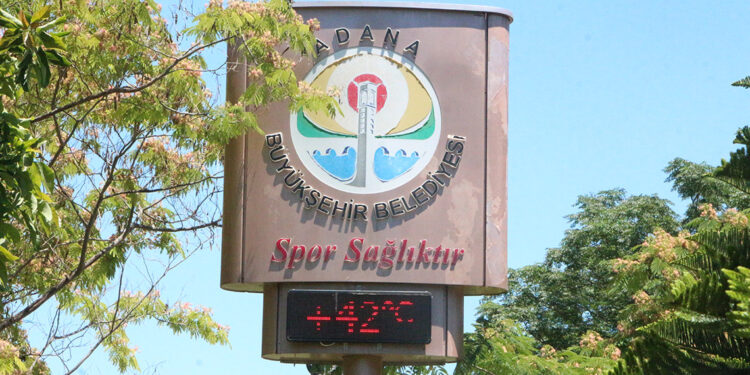 ADANA
BÜYÜKŞEHİR BELEDİYESİ
Spor Sağlıktır
+42°C